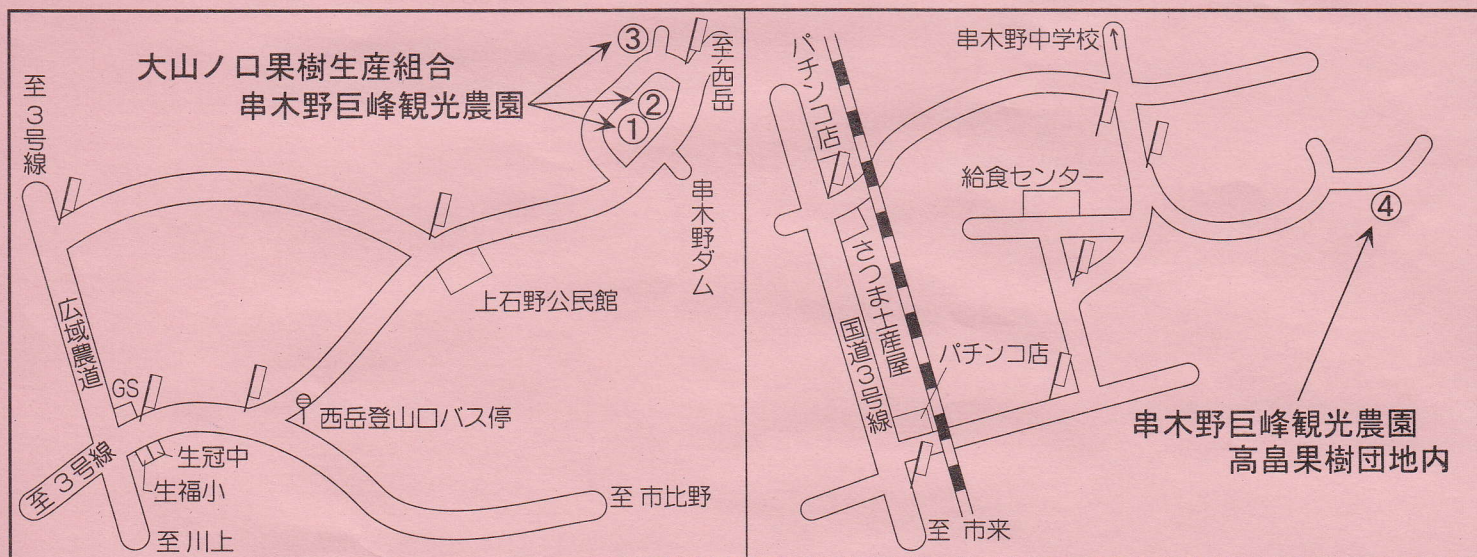 大山ノ口果樹生産組合
串木野巨峰観光農園
③
②
①
至西岳
至3号線
串木野ダム
上石野公民館
広域農道
GS
西岳登山口バス停
生冠中
生福小
至3号線
至 市比野
至 川上
パチンコ店
串木野中学校
給食センター
④
さつま土産屋
国道3号線
パチンコ店
串木野巨峰観光農園
高畠果樹団地内
至 市来